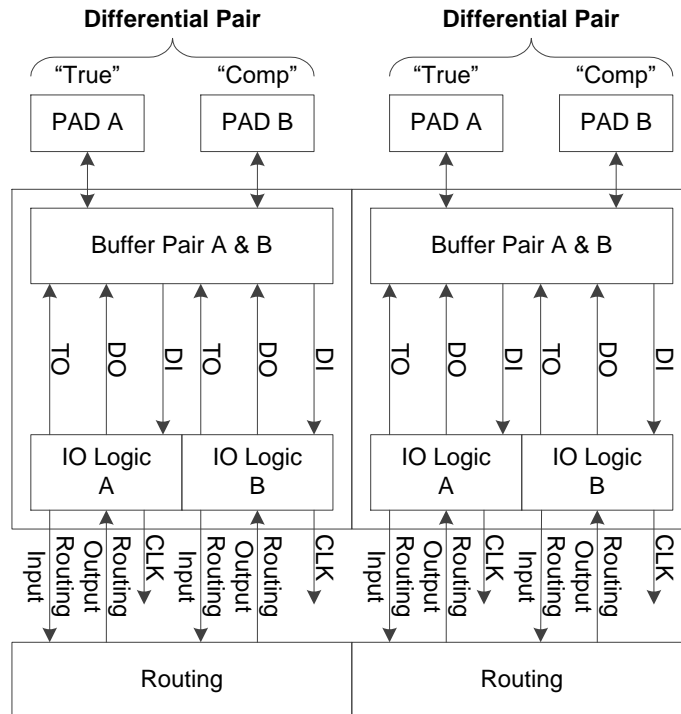 Differential Pair Differential Pair
“True” “Comp” “True” “Comp”
PAD A PAD B PAD A PAD B
Buffer Pair A & B Buffer Pair A & B
TO DO DI TO DO DI TO DO DI TO DO DI
IO Logic A
IO Logic B
IO Logic A
IO Logic B
Routing Input
Routing Output
CLK
Routing Input
Routing Output
CLK
Routing Input
Routing Output
CLK
Routing Input
Routing Output
CLK
Routing Routing